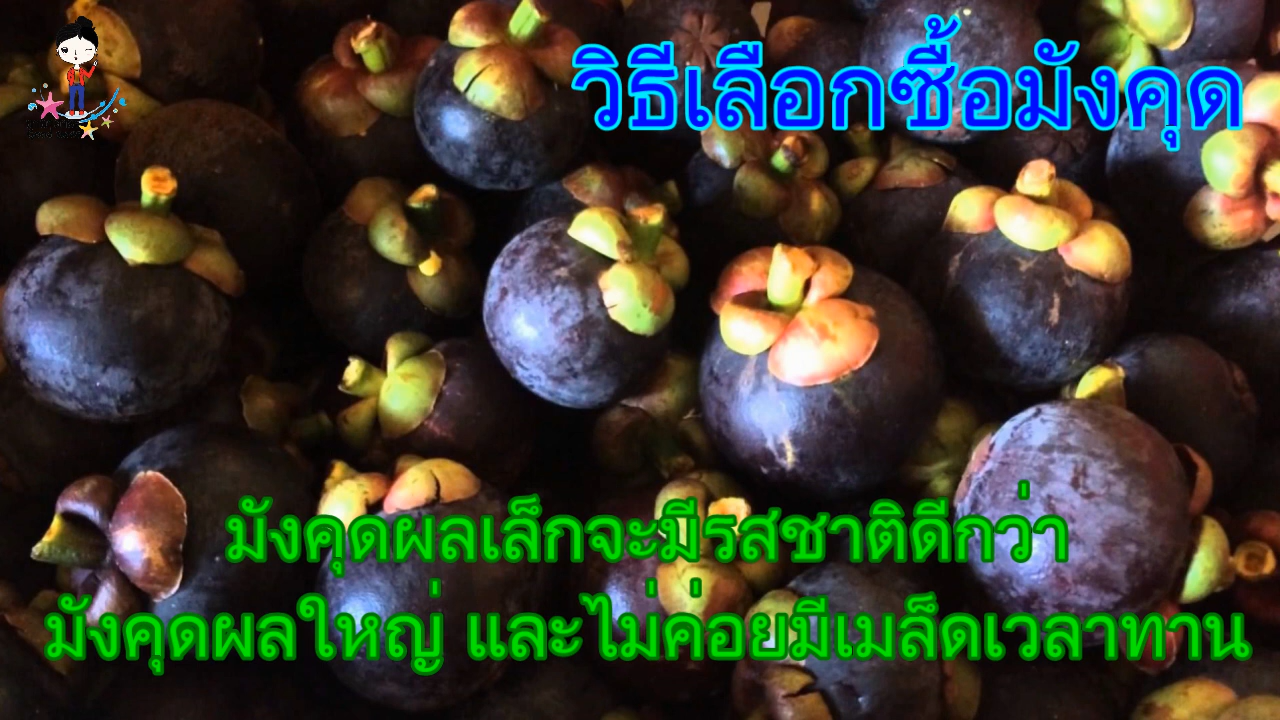 วิธีเลือกซื้อมังคุด
มังคุดผลเล็กจะมีรสชาติดีกว่า
มังคุดผลใหญ่ และไม่ค่อยมีเมล็ดเวลาทาน